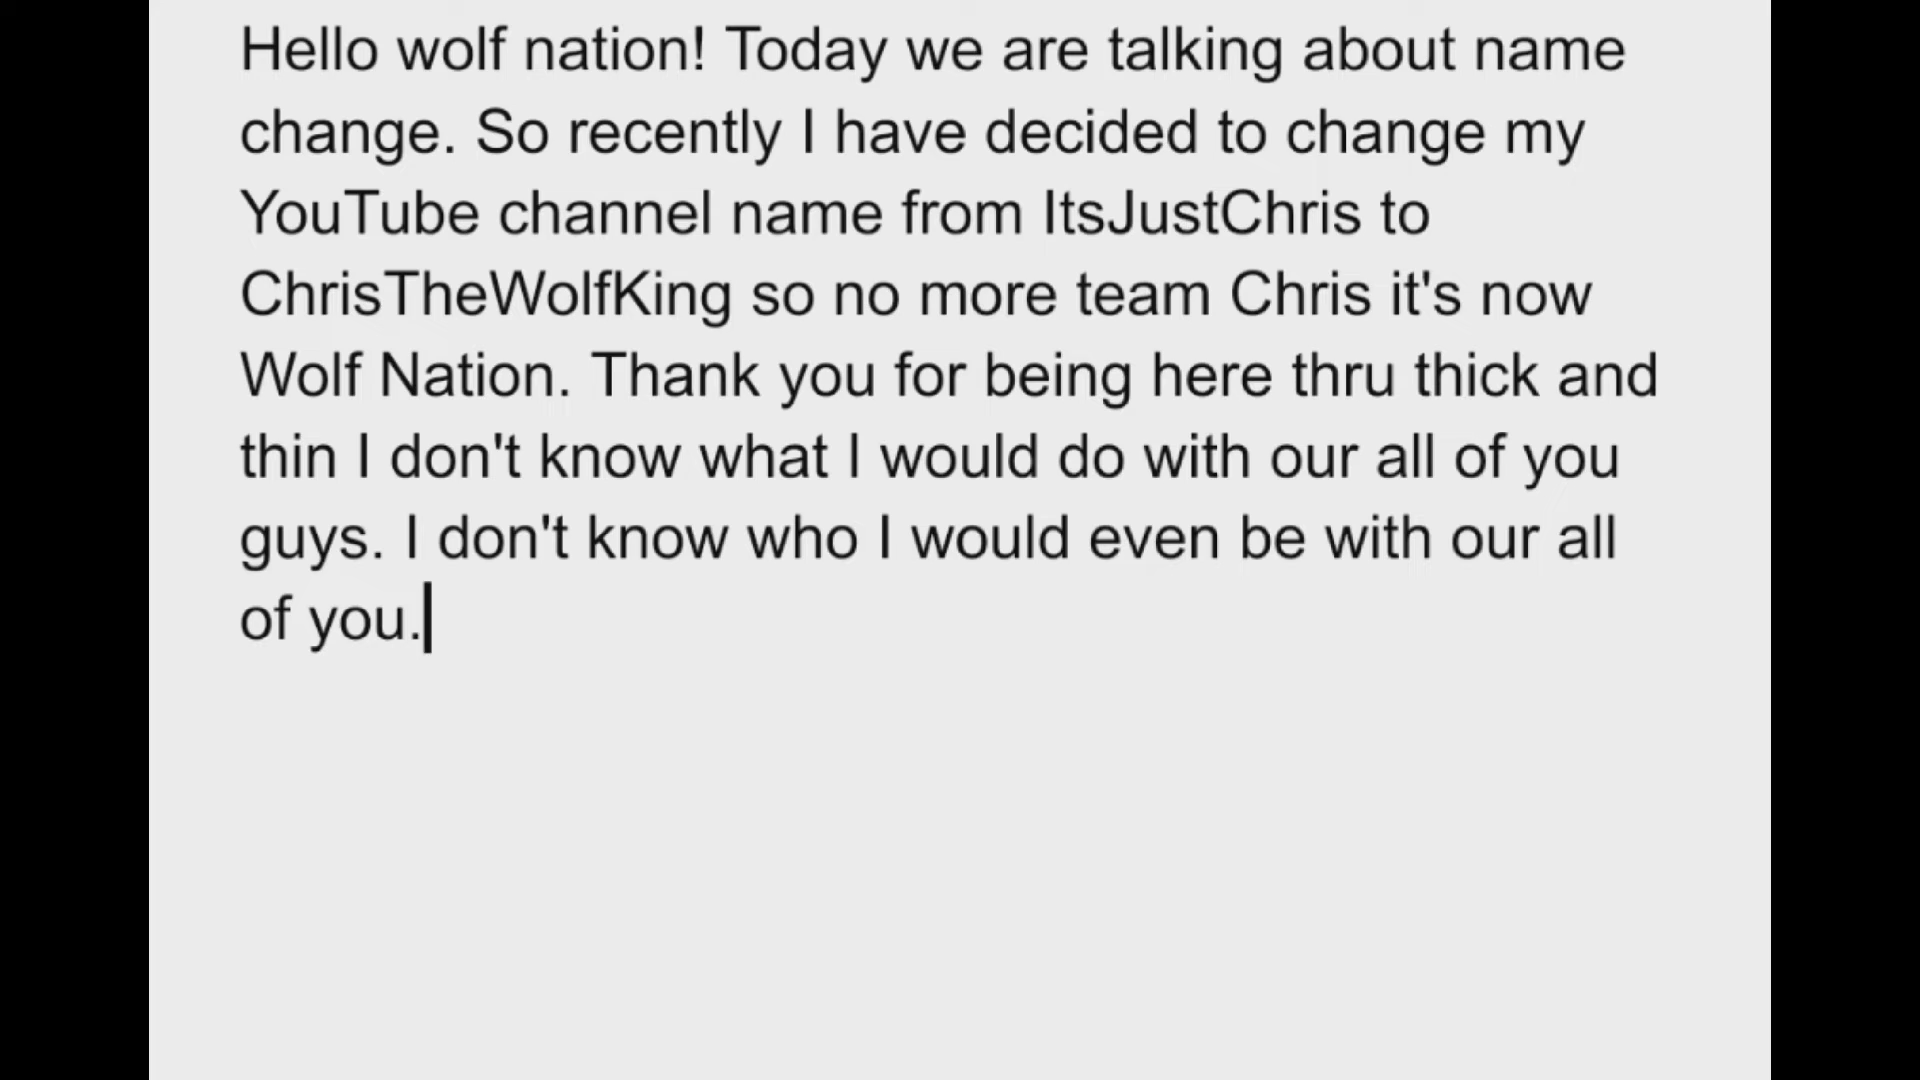 Hello wolf nation! Today we are talking about name
change. So recently I have decided to change my
YouTube channel name from ItsJustChris to
ChrisTheWolfKing so no more team Chris it's now
Wolf Nation. Thank you for being here thru thick and
thin I don't know what I would do with our all of you
guys. I don't know who I would even be with our all
of you.